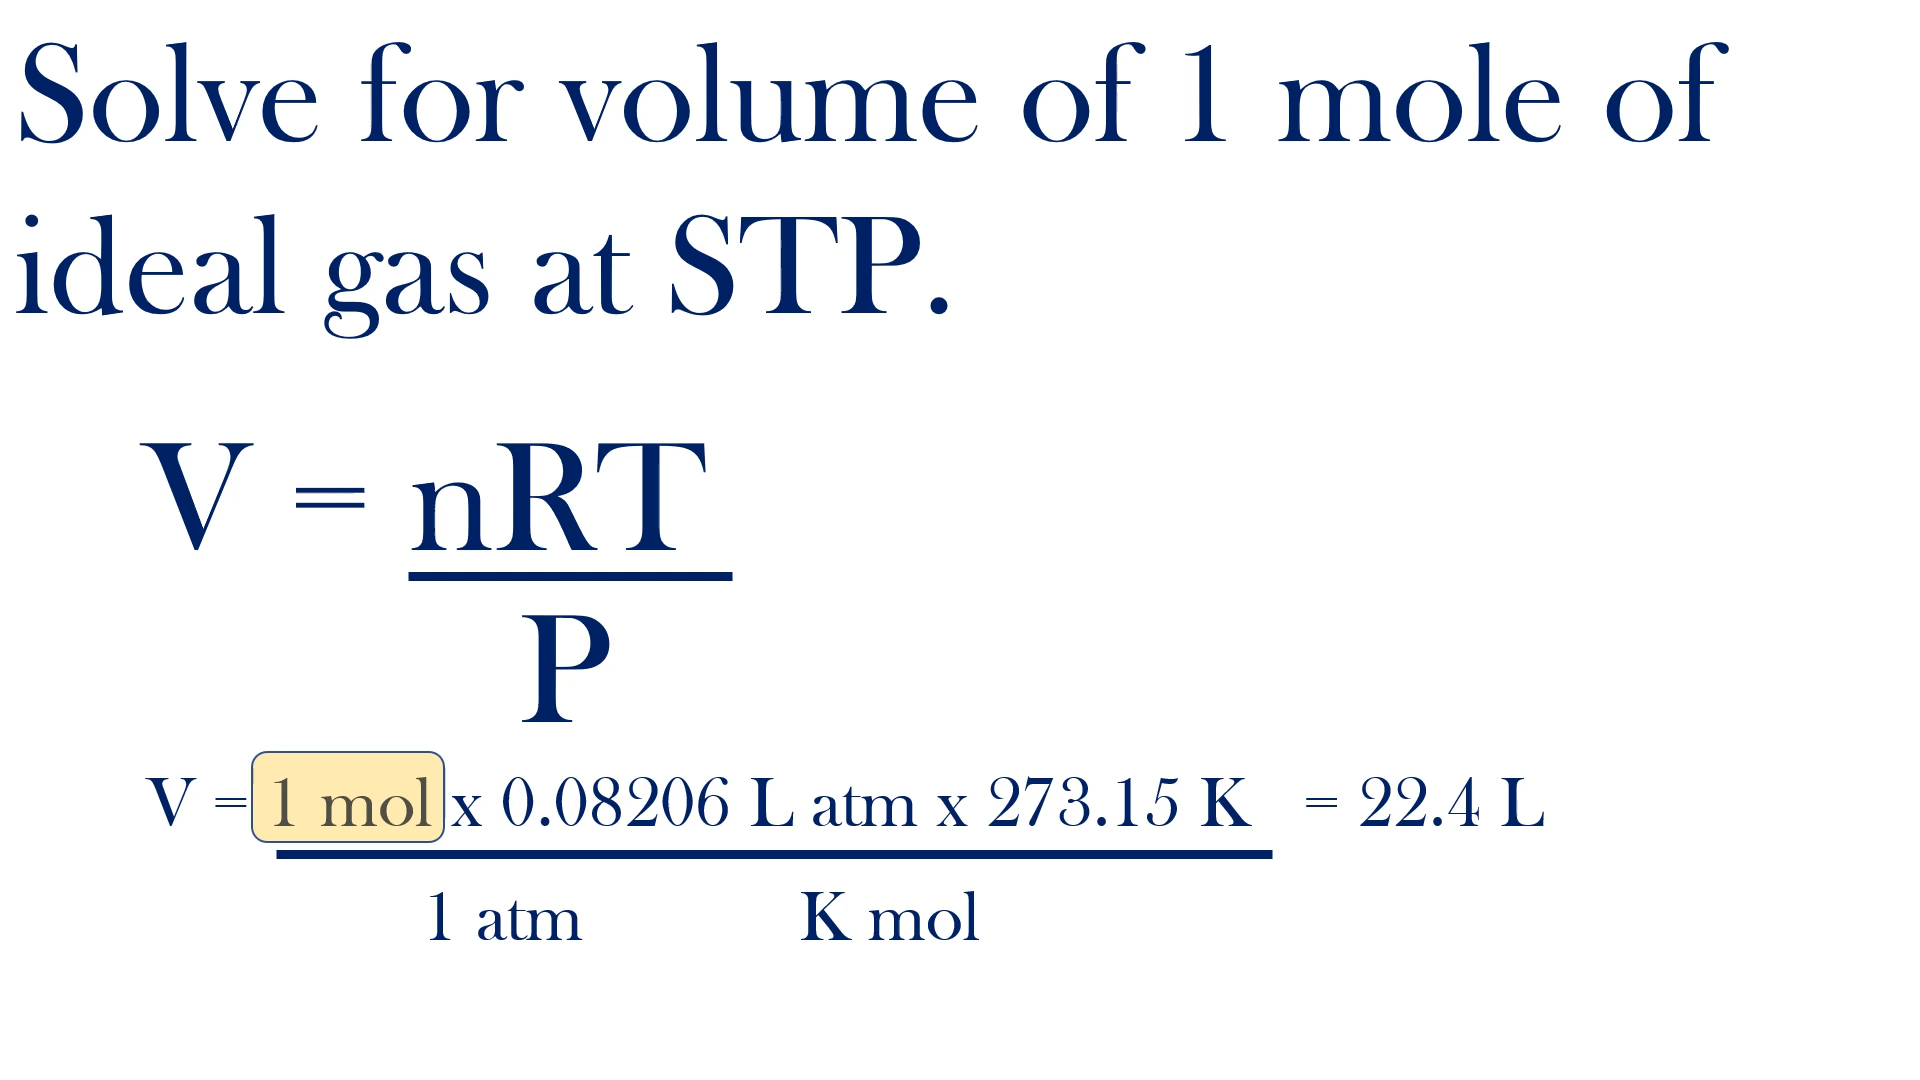 Solve for volume of 1 mole of
ideal gas at STP.
V = nRT
P
V = 1 mol x 0.08206 L atm x 273.15 K = 22.4 L
1 atm K mol